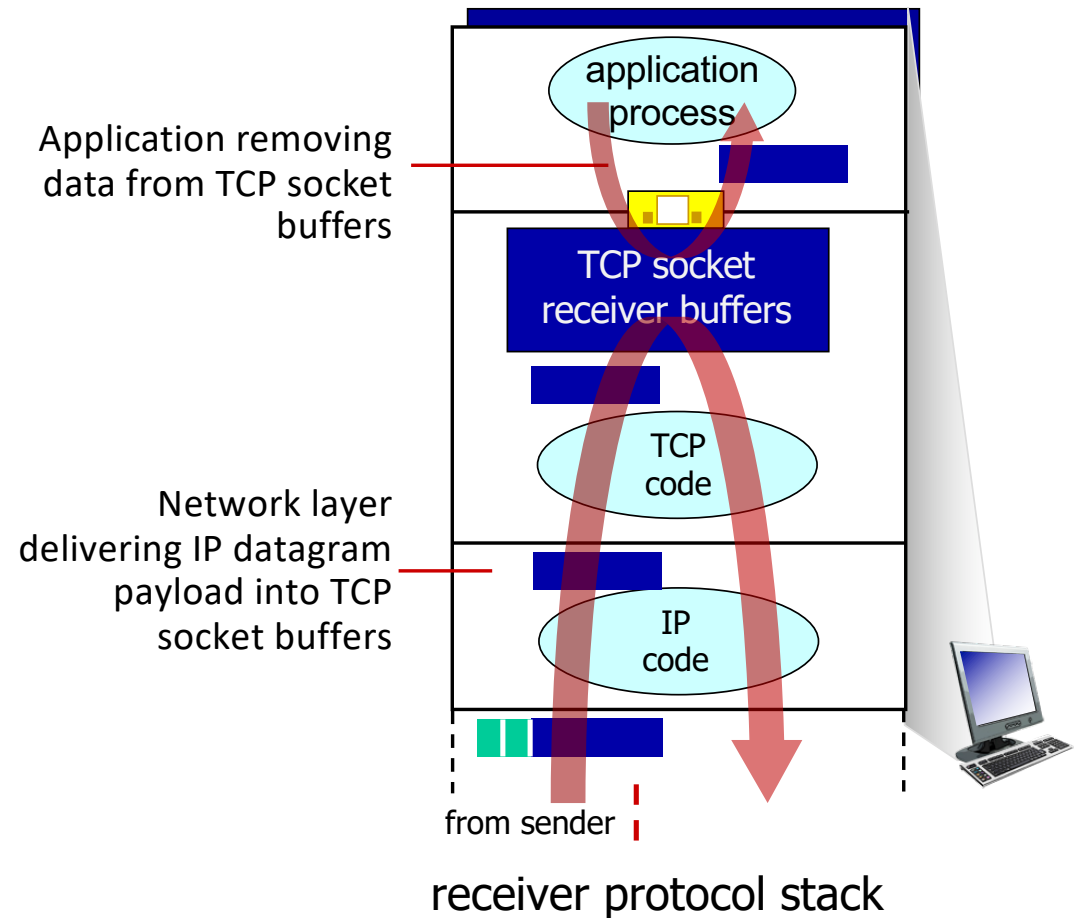 application
process
Application removing
data from TCP socket
buffers
TCP socket
receiver buffers
TCP
code
Network layer
delivering IP datagram
payload into TCP
socket buffers
IP
code
from sender
receiver protocol stack